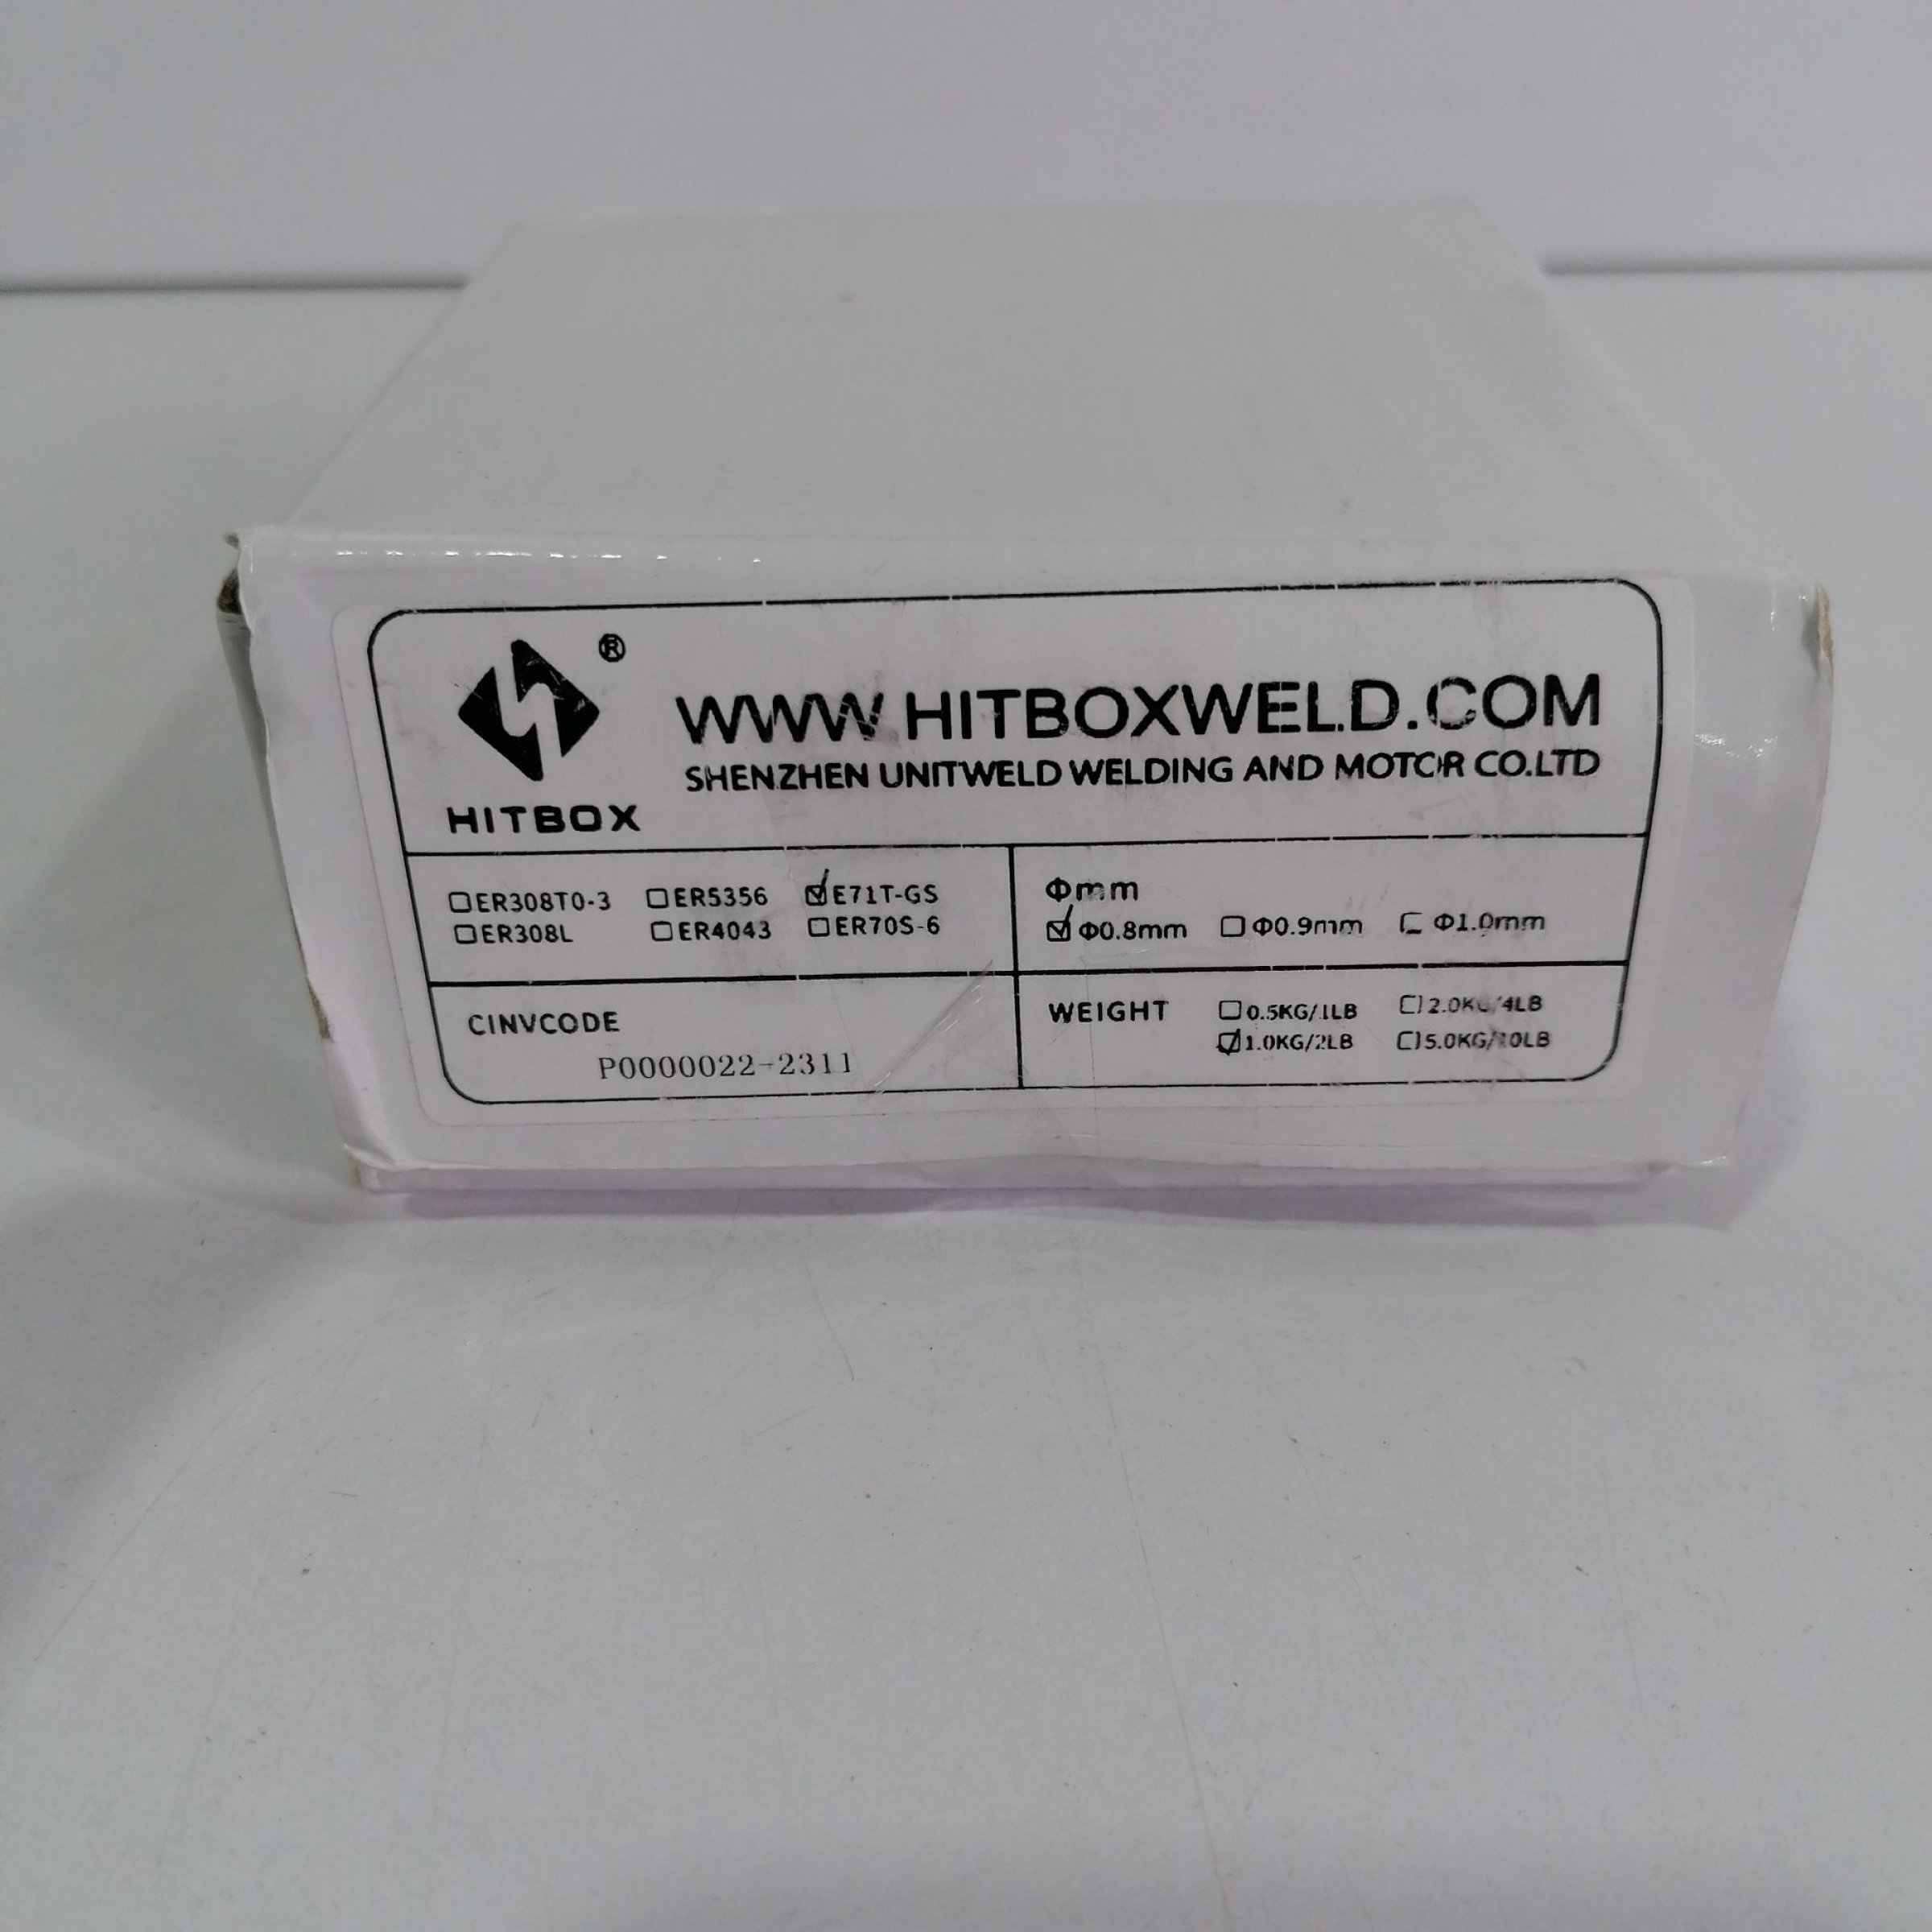 ®
WWW.HITBOXWELD.COM
SHENZHEN UNITWELD WELDING AND MOTOR CO.LTD
HITBOX
☐ER308T0-3 ☐ER5356 ☑E71T-GS
☐ER308L ☐ER4043 ☐ER70S-6
Φmm
☑Φ0.8mm ☐Φ0.9mm ☐Φ1.0mm
CINVCODE
P0000022-2311
WEIGHT ☐0.5KG/1LB ☐2.0KG/4LB
☑1.0KG/2LB ☐5.0KG/10LB